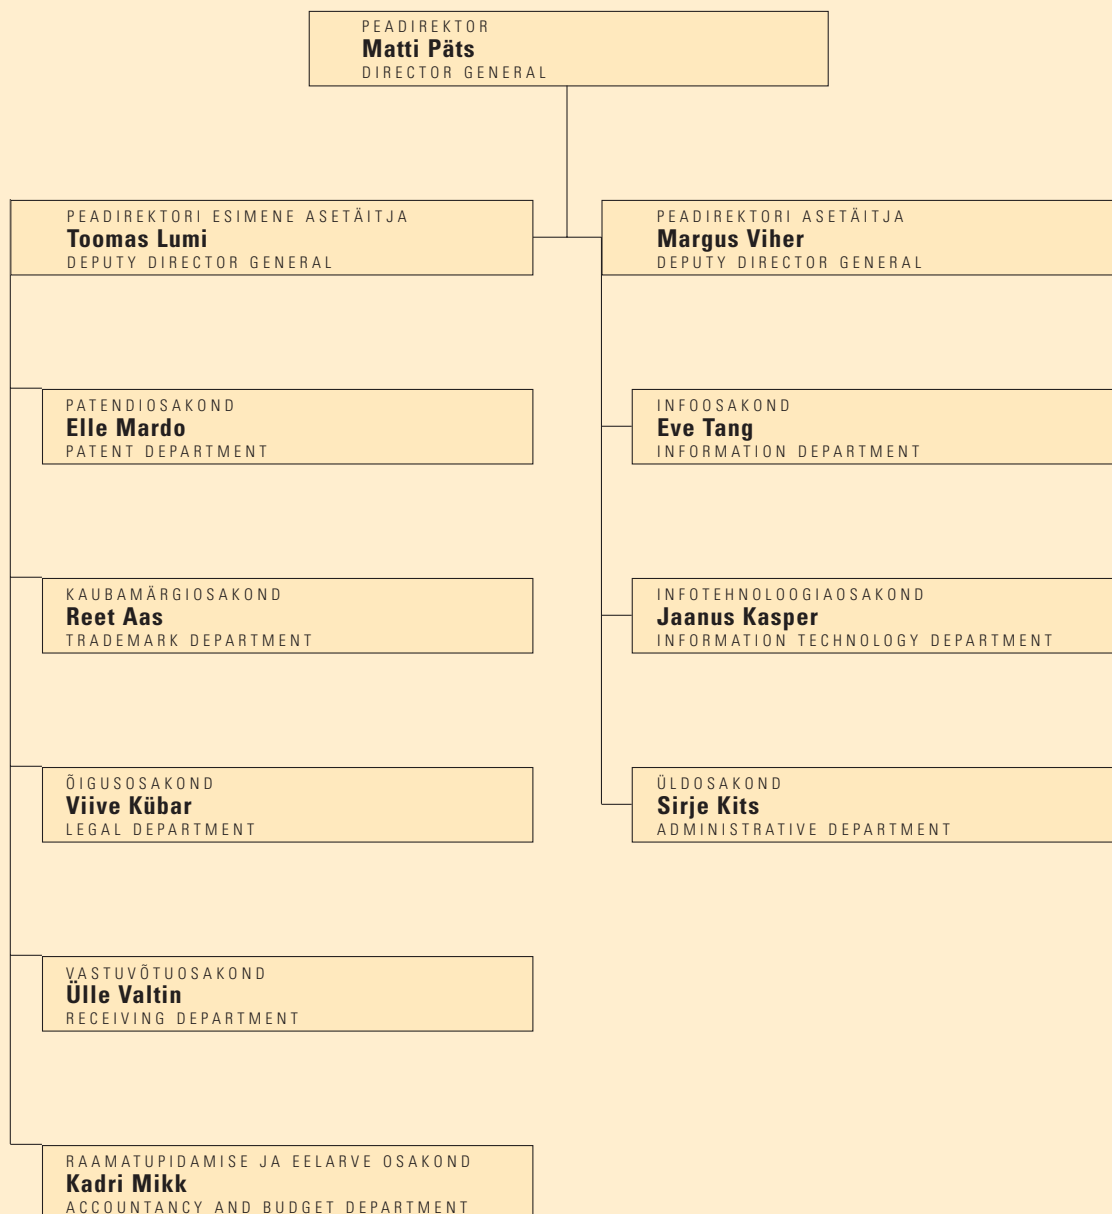 PEADIREKTOR
Matti Päts
DIRECTOR GENERAL
PEADIREKTORI ESIMENE ASETÄITJA
Toomas Lumi
DEPUTY DIRECTOR GENERAL
PEADIREKTORI ASETÄITJA
Margus Viher
DEPUTY DIRECTOR GENERAL
PATENDIOSAKOND
Elle Mardo
PATENT DEPARTMENT
INFOOSAKOND
Eve Tang
INFORMATION DEPARTMENT
KAUBAMÄRGIOSAKOND
Reet Aas
TRADEMARK DEPARTMENT
INFOTEHNOLOOGIAOSAKOND
Jaanus Kasper
INFORMATION TECHNOLOGY DEPARTMENT
ÕIGUSOSAKOND
Viive Kübar
LEGAL DEPARTMENT
ÜLDOSAKOND
Sirje Kits
ADMINISTRATIVE DEPARTMENT
VASTUVÕTUOSAKOND
Ülle Valtin
RECEIVING DEPARTMENT
RAAMATUPIDAMISE JA EELARVE OSAKOND
Kadri Mikk
ACCOUNTANCY AND BUDGET DEPARTMENT